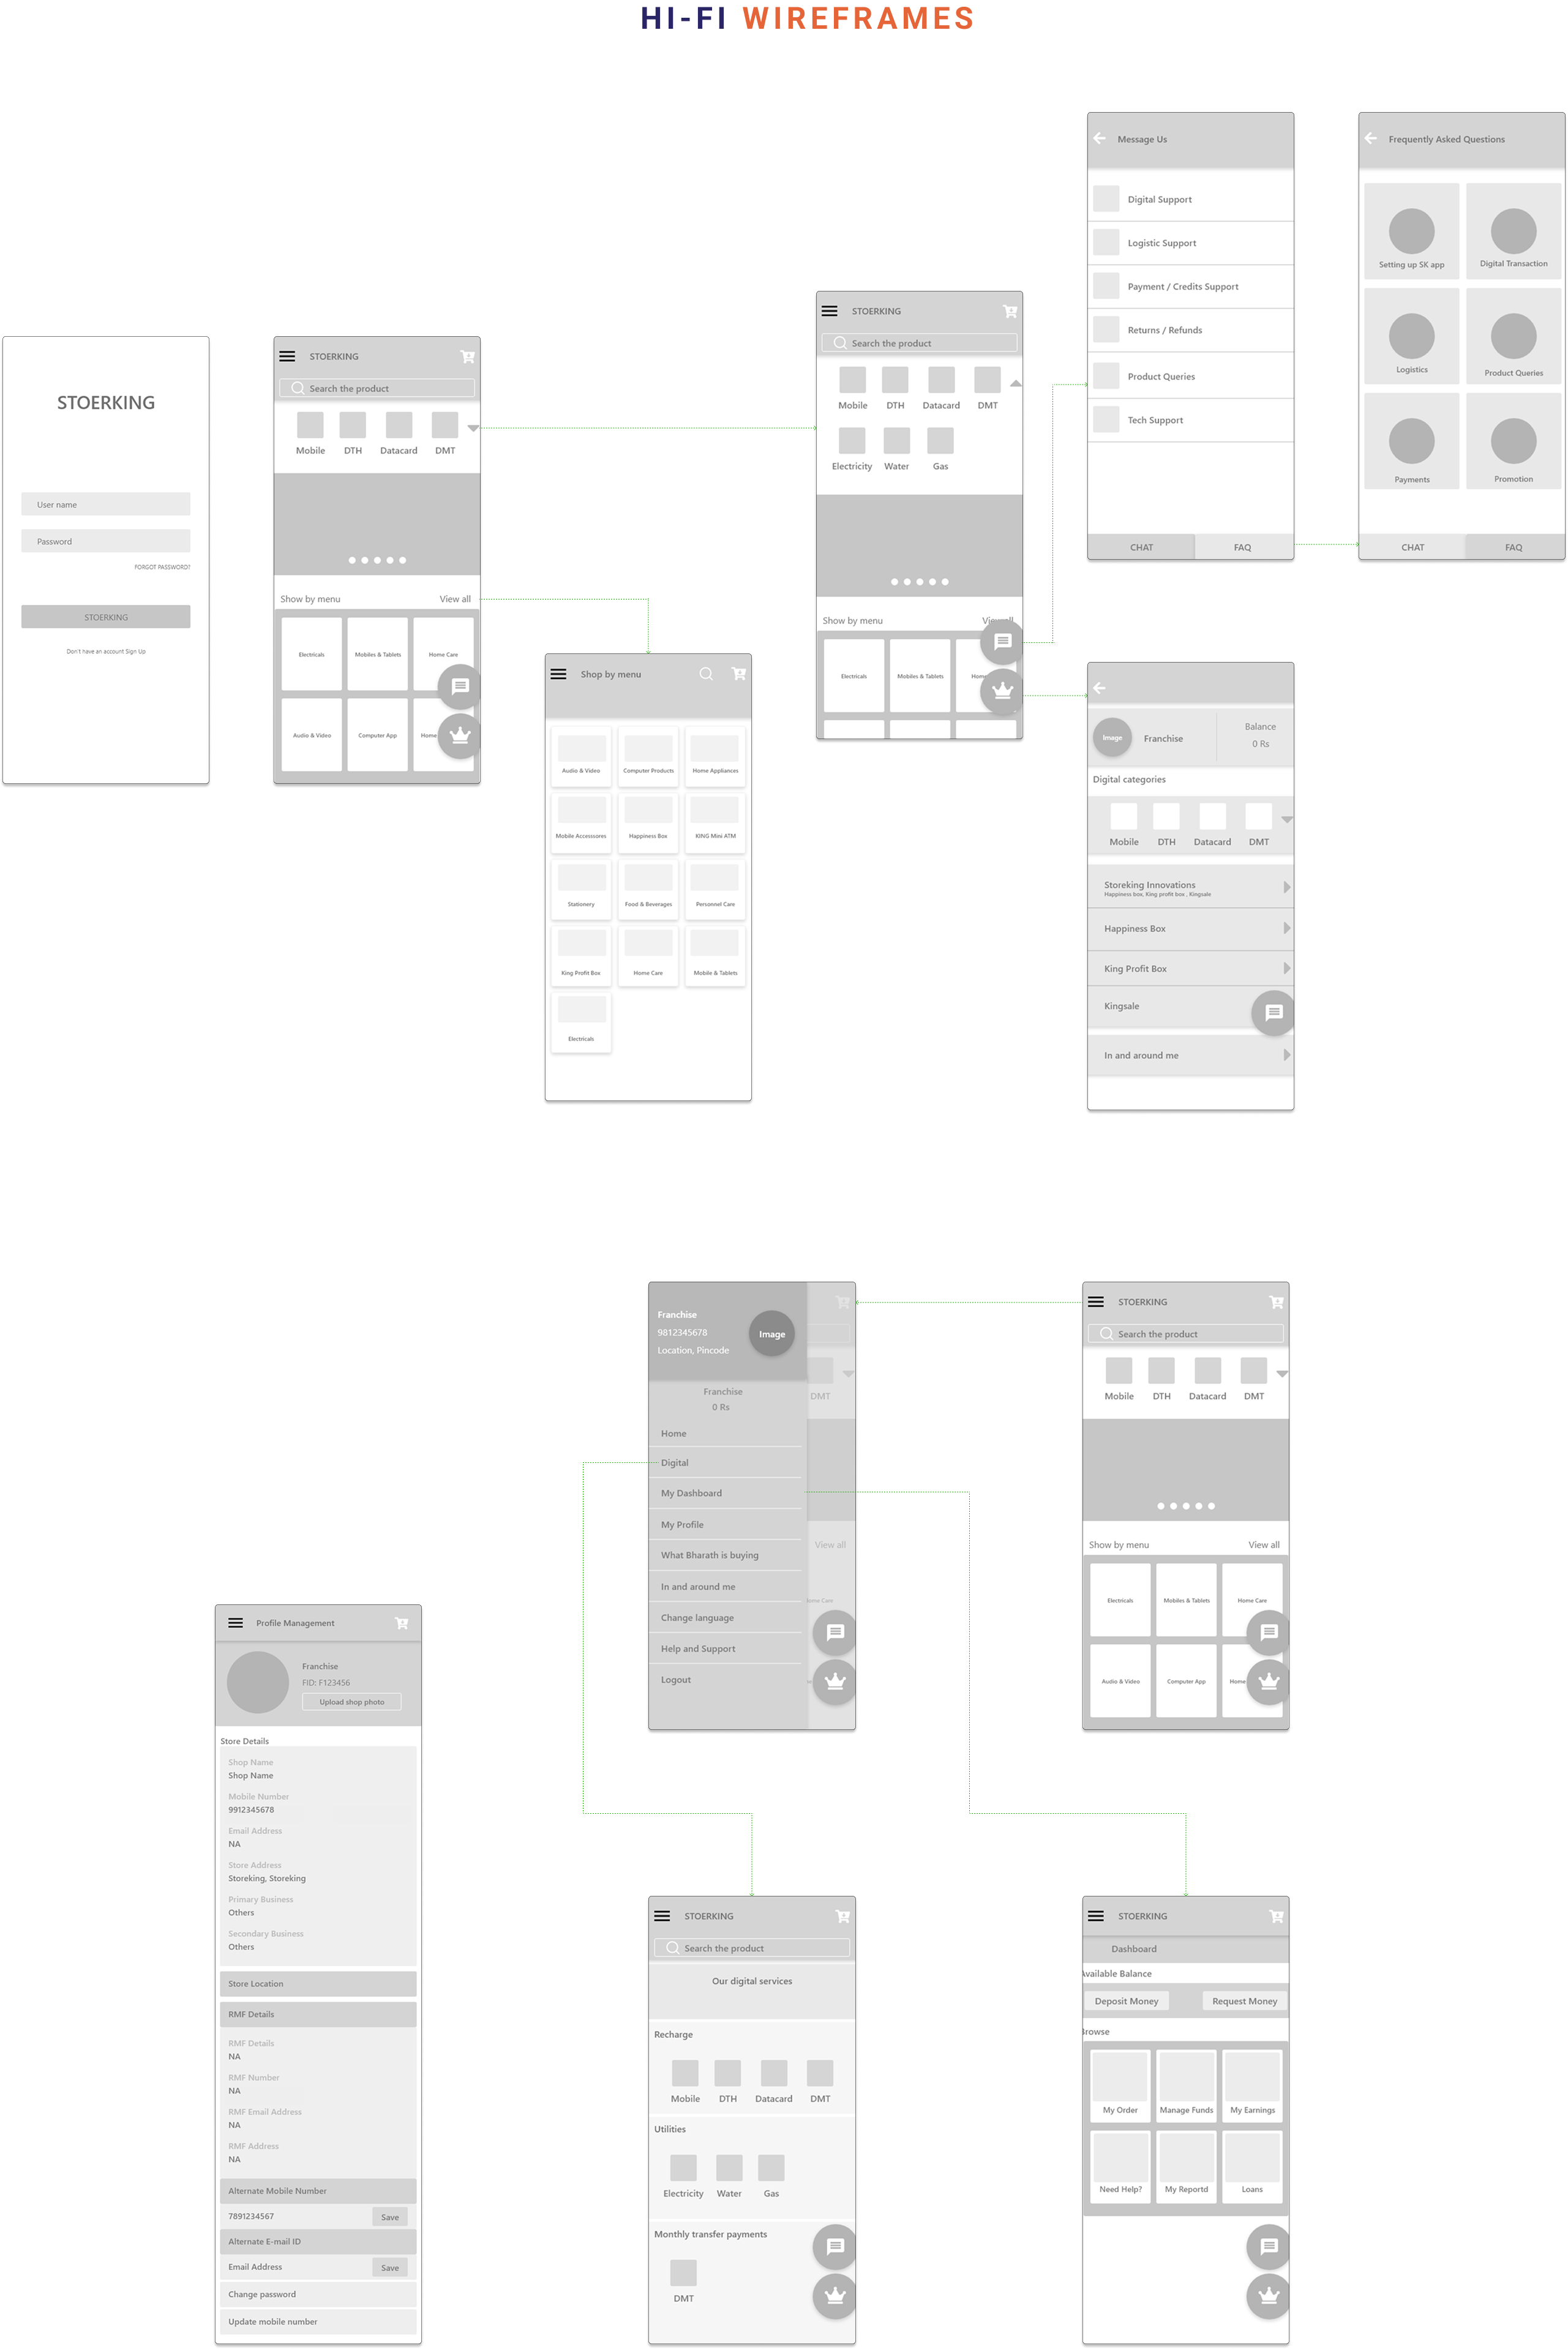 HI-FI WIREFRAMES
STOERKING
User name
Password
FORGOT PASSWORD?
STOERKING
Don't have an account Sign Up
STOERKING
Search the product
Mobile DTH Datacard DMT
Show by menu View all
Electricals Mobiles & Tablets Home Care
Audio & Video Computer App Home
Shop by menu
Audio & Video Computer Products Home Appliances
Mobile Accessores Happiness Box KING Mini ATM
Stationery Food & Beverages Personnel Care
King Profit Box Home Care Mobile & Tablets
Electricals
STOERKING
Search the product
Mobile DTH Datacard DMT
Electricity Water Gas
Show by menu View all
Electricals Mobiles & Tablets Home
Message Us
Digital Support
Logistic Support
Payment / Credits Support
Returns / Refunds
Product Queries
Tech Support
CHAT FAQ
Frequently Asked Questions
Setting up SK app Digital Transaction
Logistics Product Queries
Payments Promotion
CHAT FAQ
Image Franchise Balance
0 Rs
Digital categories
Mobile DTH Datacard DMT
Storeking Innovations
Happiness box, King profit box , Kingsale
Happiness Box
King Profit Box
Kingsale
In and around me
Franchise
9812345678
Location, Pincode
Image
Franchise
0 Rs
Home
Digital
My Dashboard
My Profile
What Bharath is buying
In and around me
Change language
Help and Support
Logout
DMT
View all
Home Care
STOERKING
Search the product
Mobile DTH Datacard DMT
Show by menu View all
Electricals Mobiles & Tablets Home Care
Audio & Video Computer App Home
Profile Management
Franchise
FID: F123456
Upload shop photo
Store Details
Shop Name
Shop Name
Mobile Number
9912345678
Email Address
NA
Store Address
Storeking, Storeking
Primary Business
Others
Secondary Business
Others
Store Location
RMF Details
RMF Details
NA
RMF Number
NA
RMF Email Address
NA
RMF Address
NA
Alternate Mobile Number
7891234567 Save
Alternate E-mail ID
Email Address Save
Change password
Update mobile number
STOERKING
Search the product
Our digital services
Recharge
Mobile DTH Datacard DMT
Utilities
Electricity Water Gas
Monthly transfer payments
DMT
STOERKING
Dashboard
Available Balance
Deposit Money Request Money
Browse
My Order Manage Funds My Earnings
Need Help? My Reportd Loans